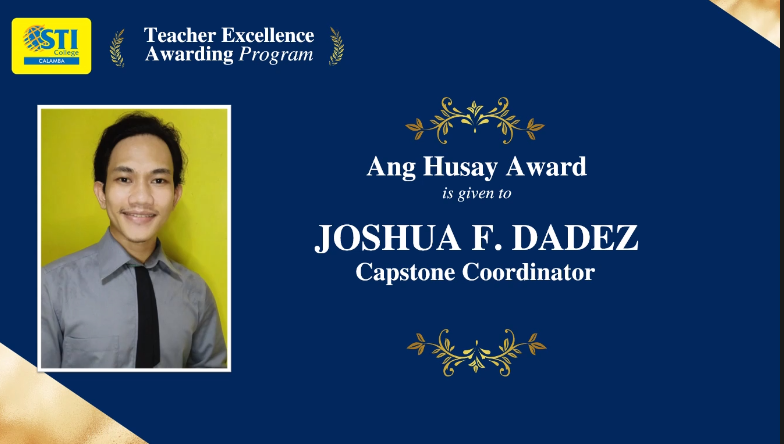 STI
College
CALAMBA
Teacher Excellence
Awarding Program
Ang Husay Award
is given to
JOSHUA F. DADEZ
Capstone Coordinator